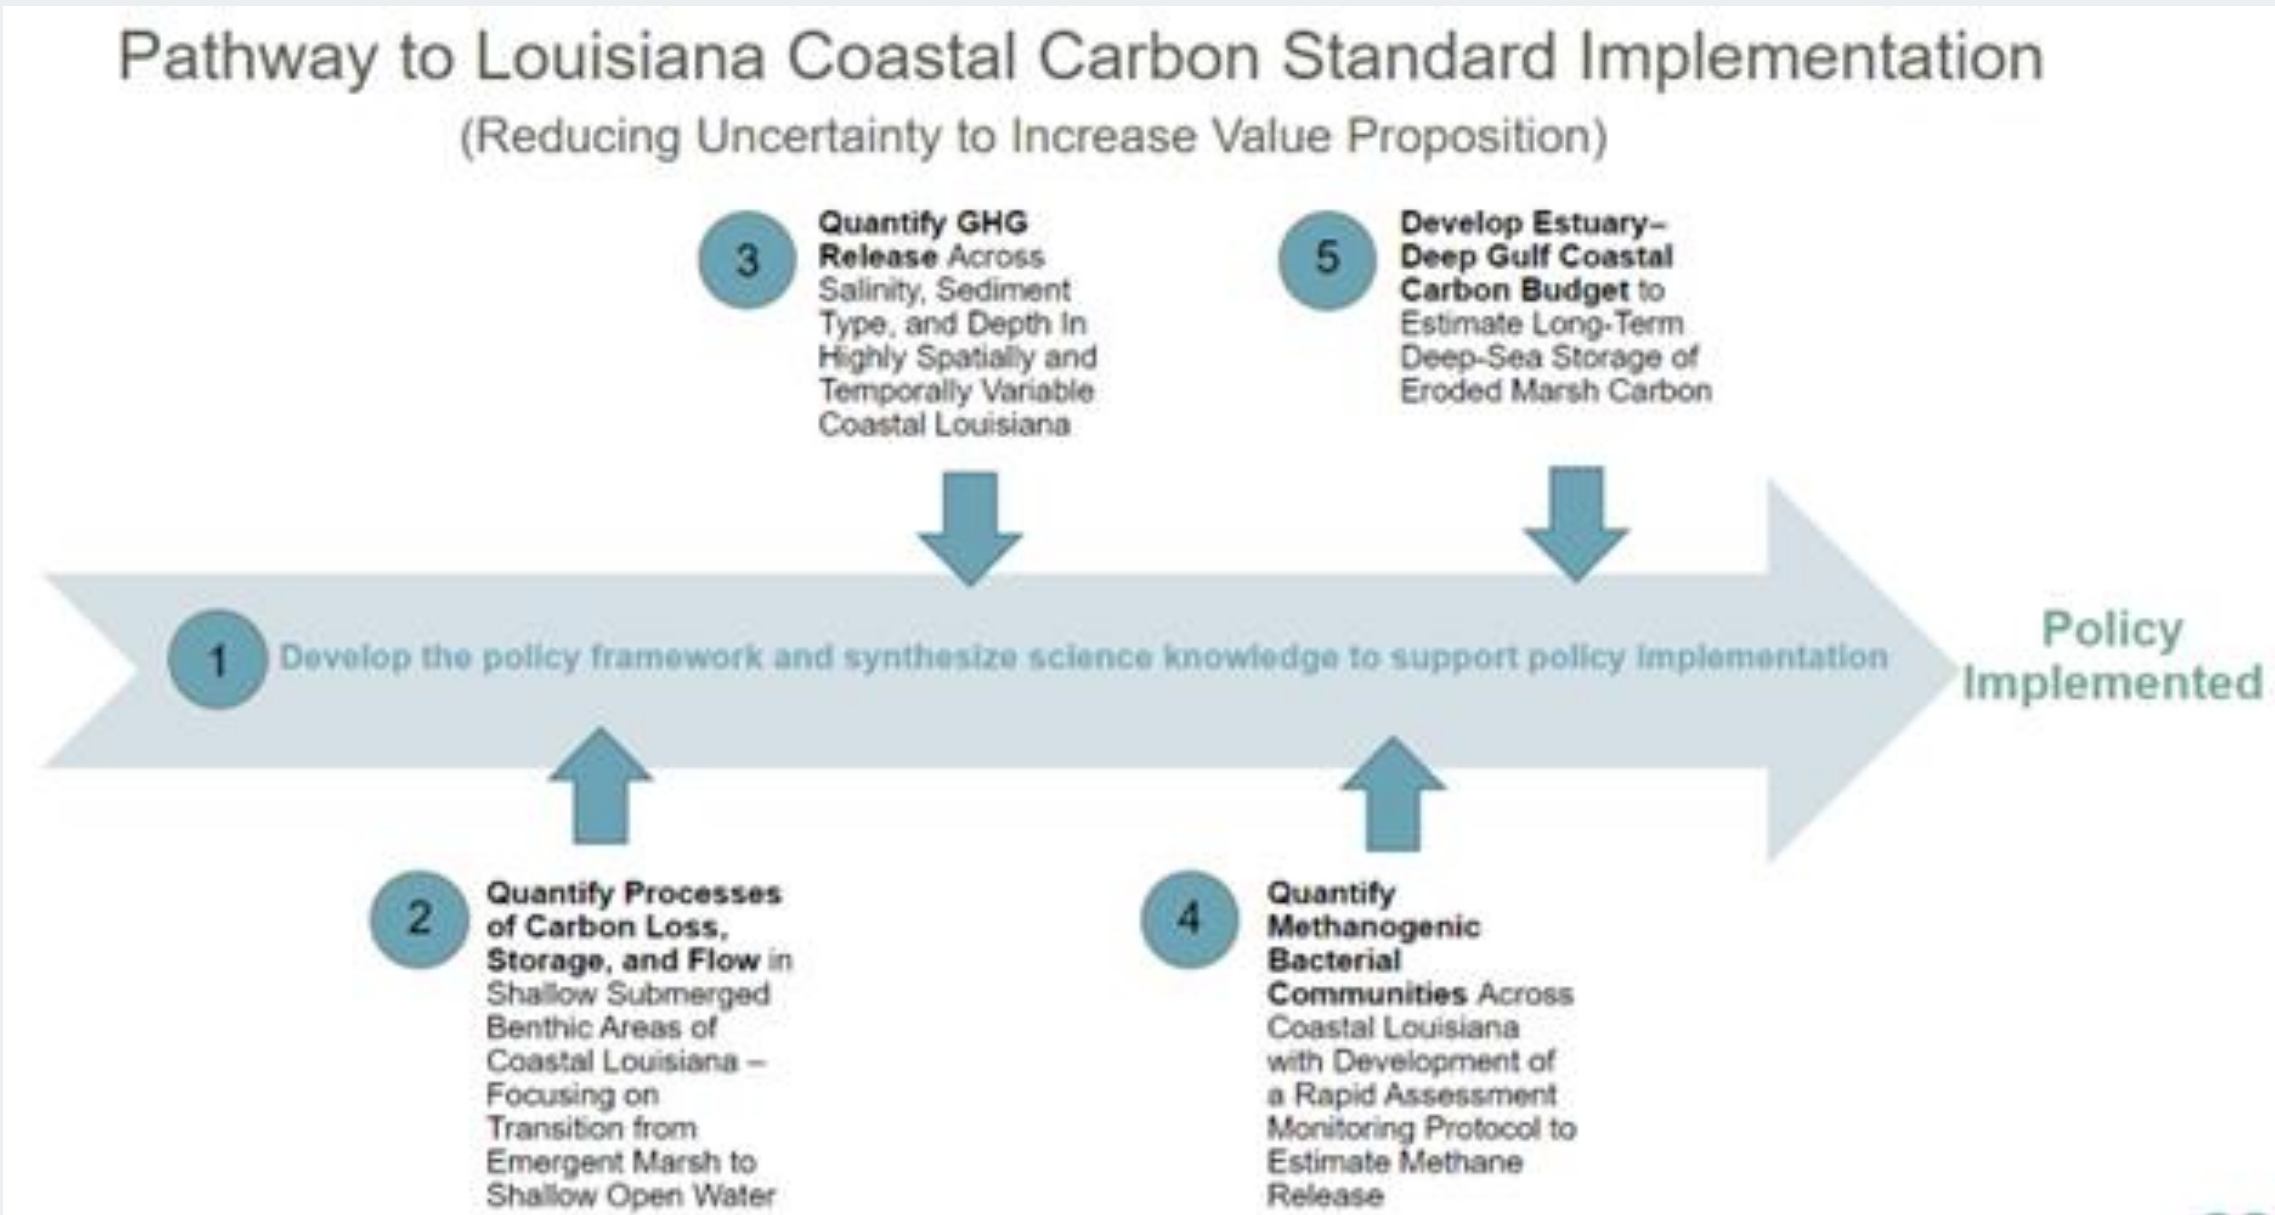 Pathway to Louisiana Coastal Carbon Standard Implementation
(Reducing Uncertainty to Increase Value Proposition)
3
Quantify GHG
Release Across
Salinity, Sediment
Type, and Depth In
Highly Spatially and
Temporally Variable
Coastal Louisiana
5
Develop Estuary–
Deep Gulf Coastal
Carbon Budget to
Estimate Long-Term
Deep-Sea Storage of
Eroded Marsh Carbon
1
Develop the policy framework and synthesize science knowledge to support policy implementation
Policy
Implemented
2
Quantify Processes
of Carbon Loss,
Storage, and Flow in
Shallow Submerged
Benthic Areas of
Coastal Louisiana –
Focusing on
Transition from
Emergent Marsh to
Shallow Open Water
4
Quantify
Methanogenic
Bacterial
Communities Across
Coastal Louisiana
with Development of
a Rapid Assessment
Monitoring Protocol to
Estimate Methane
Release